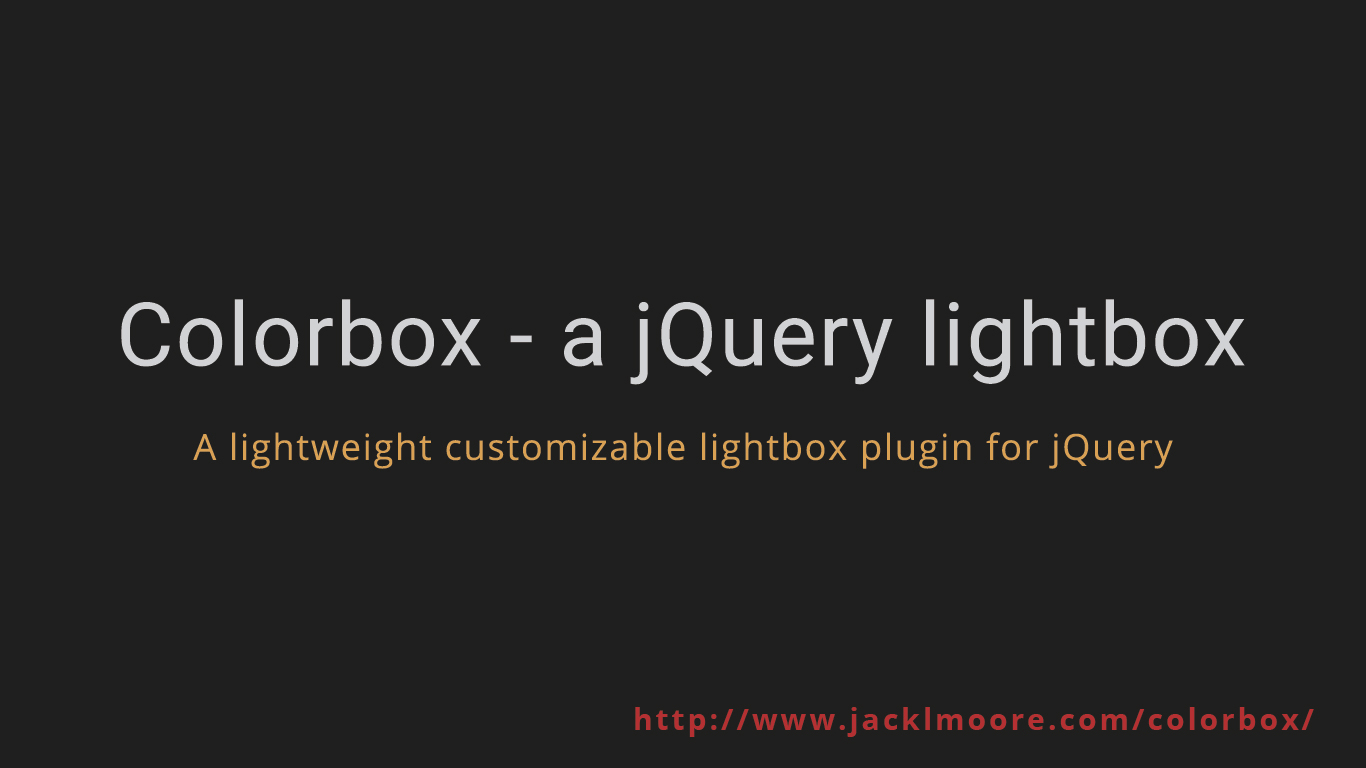 Colorbox - a jQuery lightbox
A lightweight customizable lightbox plugin for jQuery
http://www.jacklmoore.com/colorbox/